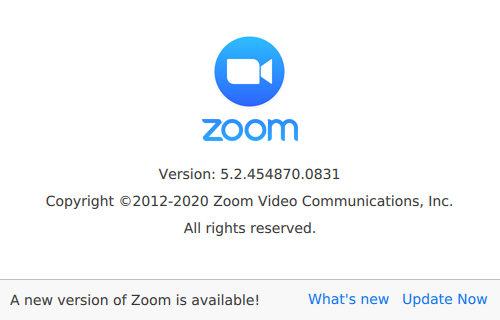 zoom
Version: 5.2.454870.0831
Copyright ©2012-2020 Zoom Video Communications, Inc.
All rights reserved.
A new version of Zoom is available! What's new Update Now